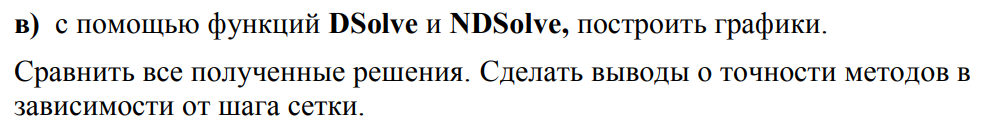 в) с помощью функций DSolve и NDSolve, построить графики.
Сравнить все полученные решения. Сделать выводы о точности методов в
зависимости от шага сетки.